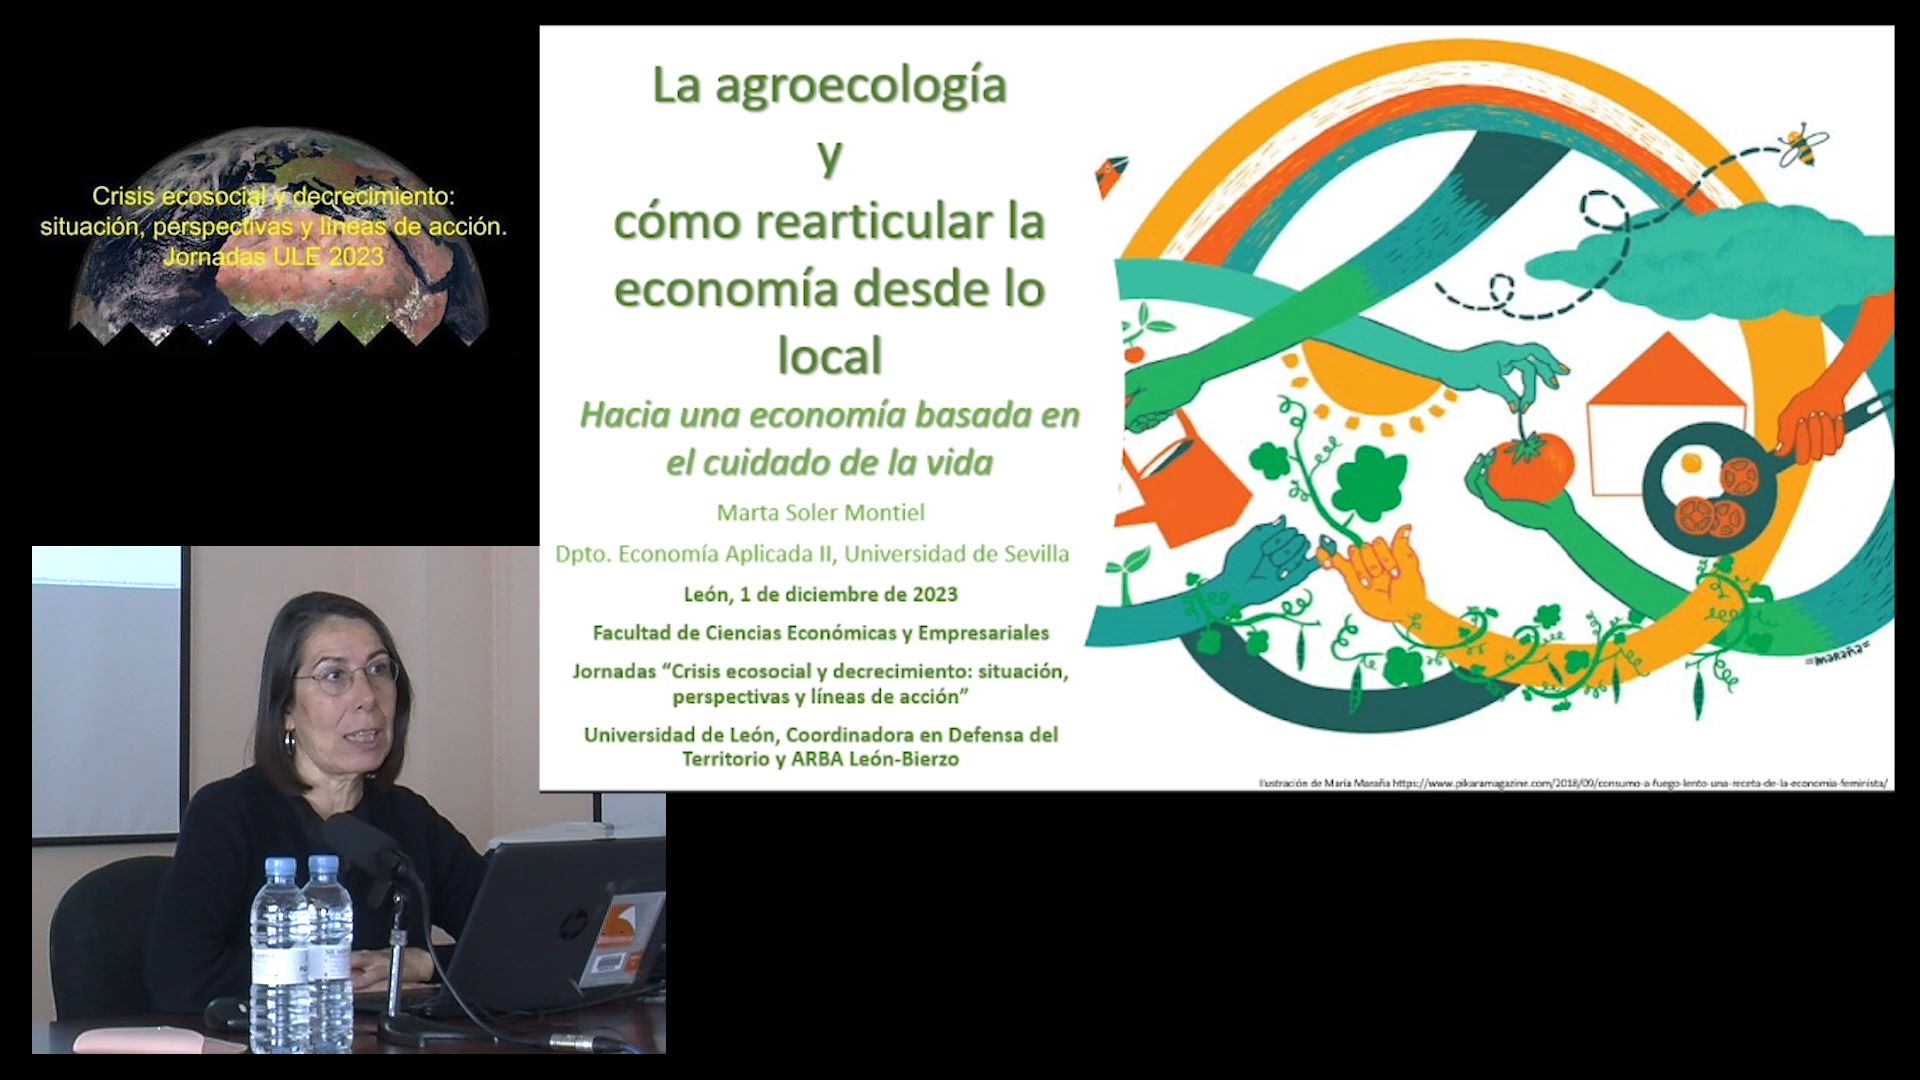 Crisis ecosocial y decrecimiento:
situación, perspectivas y líneas de acción.
Jornadas ULE 2023
La agroecología
y
cómo rearticular la
economía desde lo
local
Hacia una economía basada en
el cuidado de la vida
Marta Soler Montiel
Dpto. Economía Aplicada II, Universidad de Sevilla
León, 1 de diciembre de 2023
Facultad de Ciencias Económicas y Empresariales
Jornadas “Crisis ecosocial y decrecimiento: situación,
perspectivas y líneas de acción”
Universidad de León, Coordinadora en Defensa del
Territorio y ARBA León-Bierzo
=maraña=
Ilustración de María Maraña https://www.pikaramagazine.com/2018/09/consumo-a-fuego-lento-una-receta-de-la-economia-feminista/
hp